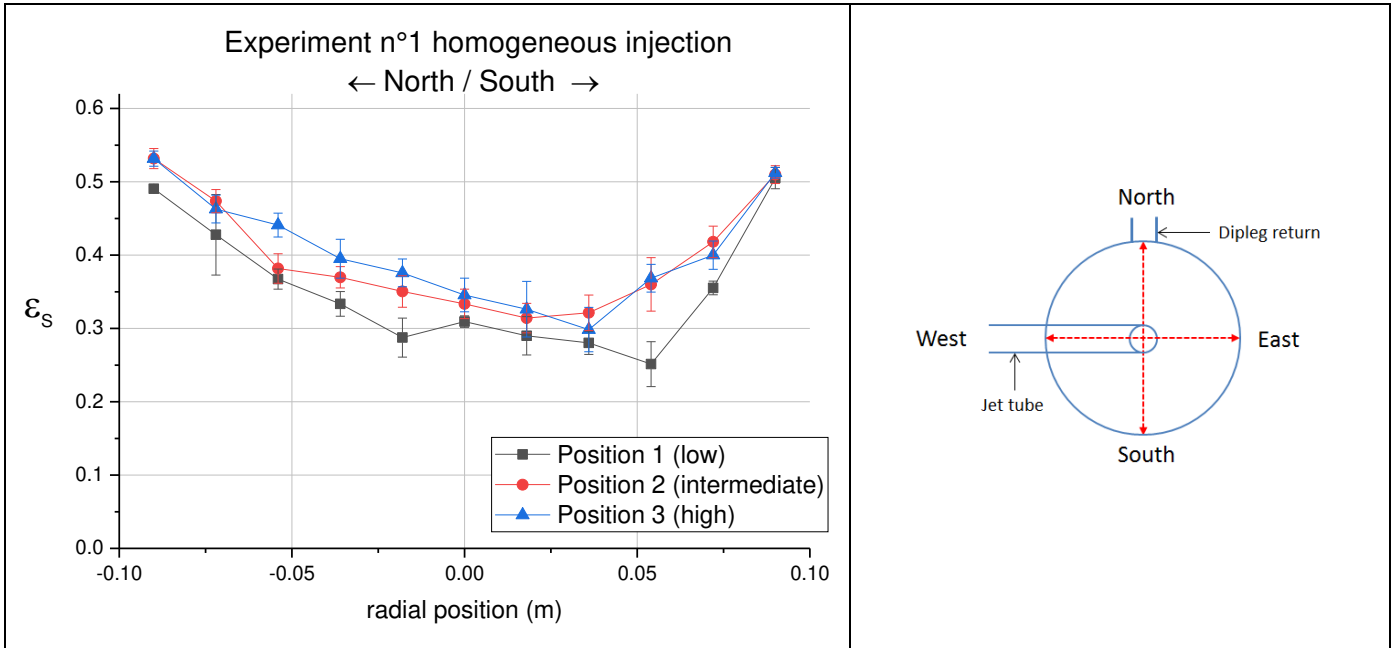 Experiment n°1 homogeneous injection
← North / South →
0.6
0.5
0.4
0.3
0.2
0.1
0.0
εS
Position 1 (low)
Position 2 (intermediate)
Position 3 (high)
-0.10
-0.05
0.00
0.05
0.10
radial position (m)
North
Dipleg return
West
East
Jet tube
South